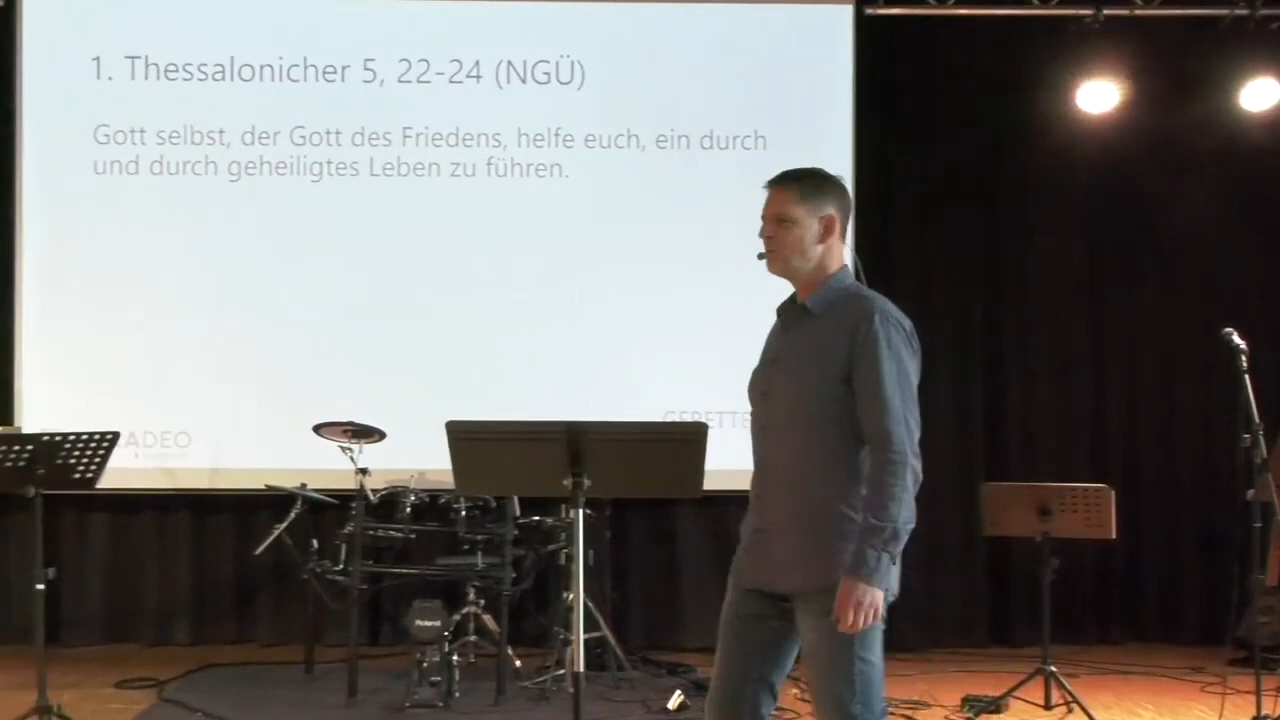 1. Thessalonicher 5, 22-24 (NGÜ)
Gott selbst, der Gott des Friedens, helfe euch, ein durch
und durch geheiligtes Leben zu führen.
Roland